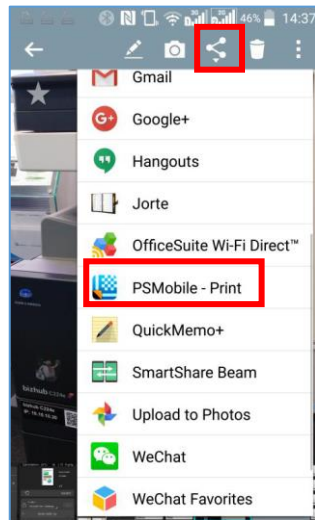 46% 14:37
Gmail
Google+
Hangouts
Jorte
OfficeSuite Wi-Fi Direct™
PSMobile - Print
QuickMemo+
SmartShare Beam
Upload to Photos
WeChat
WeChat Favorites
bizhub C224e